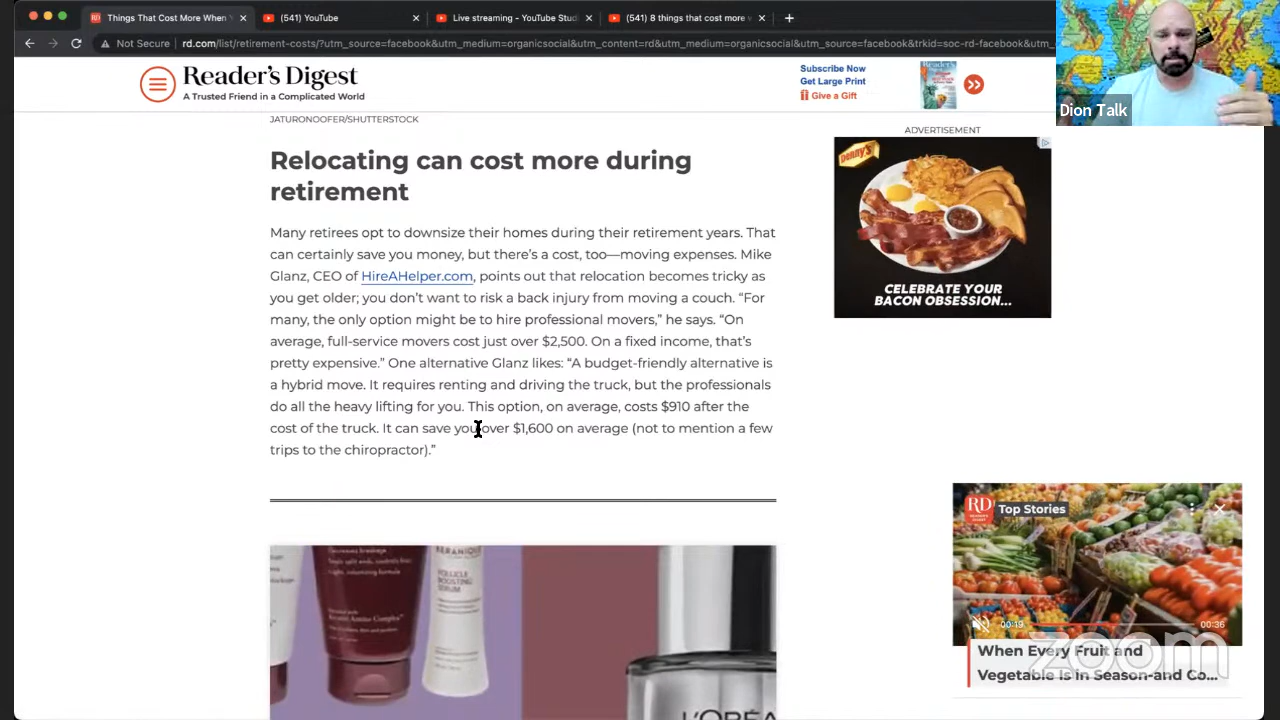 Things That Cost More When Y
(541) YouTube
Live streaming - YouTube Stud
(541) 8 things that cost more w
Not Secure
rd.com/list/retirement-costs/?utm_source=facebook&utm_medium=organicsocial&utm_content=rd&utm_medium=organicsocial&utm_source=facebook&trkid=soc-rd-facebook&utm_
Reader's Digest
A Trusted Friend in a Complicated World
Subscribe Now
Get Large Print
Give a Gift
Dion Talk
JATURONOOFER/SHUTTERSTOCK
ADVERTISEMENT
Relocating can cost more during
retirement
Many retirees opt to downsize their homes during their retirement years. That
can certainly save you money, but there's a cost, too—moving expenses. Mike
Glanz, CEO of HireAHelper.com, points out that relocation becomes tricky as
you get older; you don't want to risk a back injury from moving a couch. “For
many, the only option might be to hire professional movers,” he says. “On
average, full-service movers cost just over $2,500. On a fixed income, that's
pretty expensive.” One alternative Glanz likes: “A budget-friendly alternative is
a hybrid move. It requires renting and driving the truck, but the professionals
do all the heavy lifting for you. This option, on average, costs $910 after the
cost of the truck. It can save you over $1,600 on average (not to mention a few
trips to the chiropractor).”
Denny's
CELEBRATE YOUR
BACON OBSESSION...
RD
Top Stories
00:19
00:36
When Every Fruit and
Vegetable Is in Season-and Co...
zoom
KERANIQUE
FOLLICLE
BOOSTING
SERUM
Keratin Amino Complex
L'ORÉA